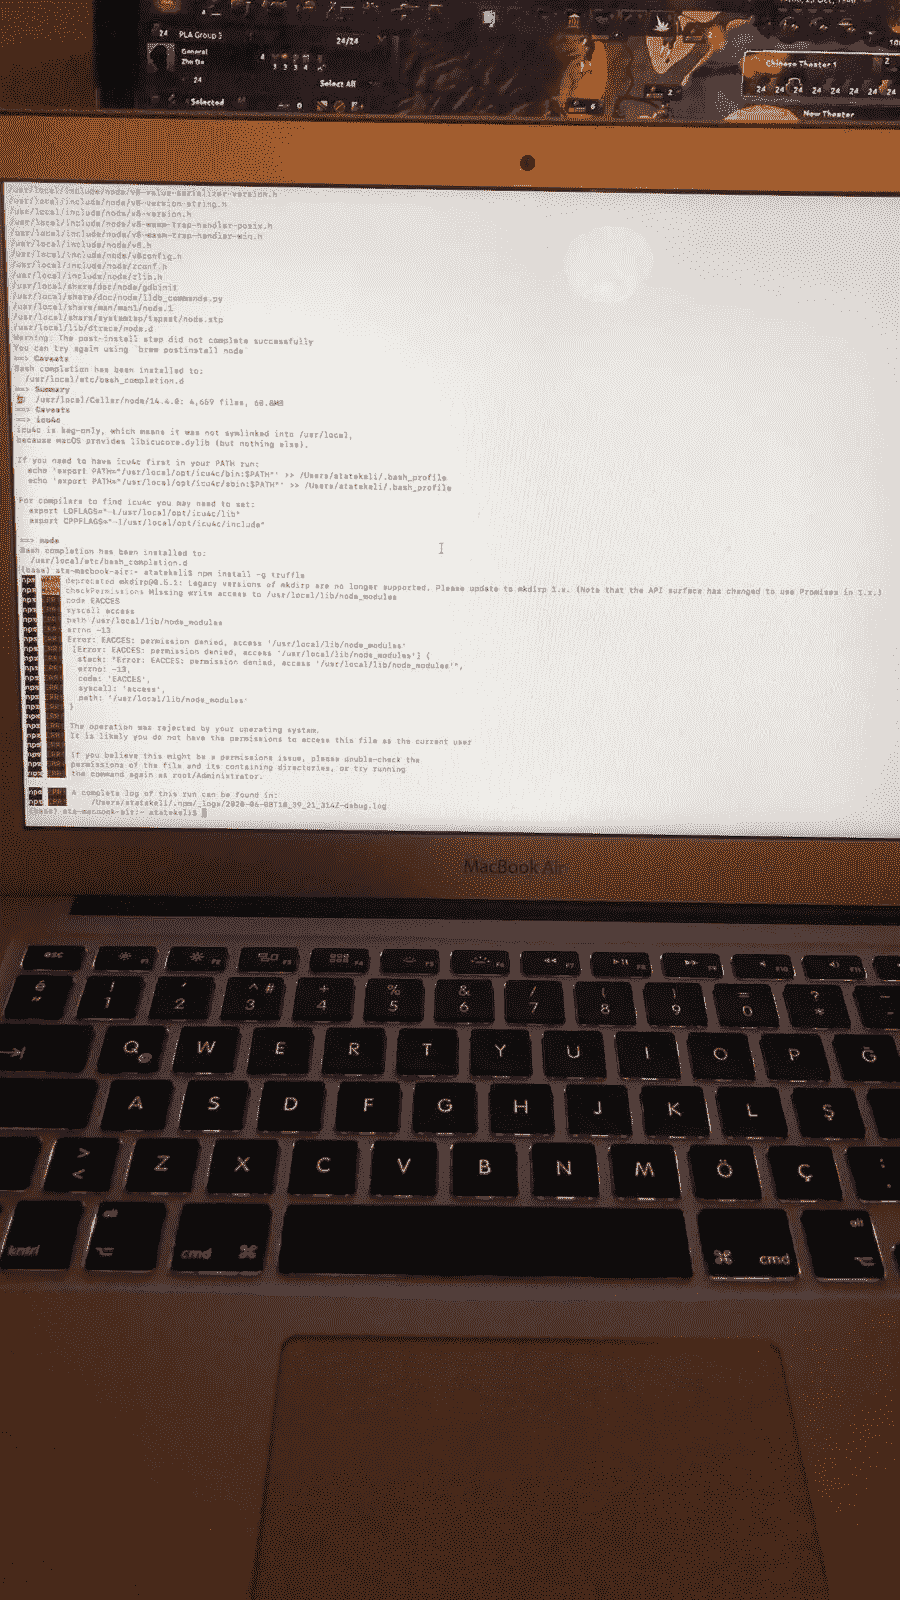 24 PLA Group 3
24/24
General
Zhu De
4
3 3 4
24
Select All
Selected
0
6
2
2
Chinese Theater 1
2
24 24 24 24 24 24 24 24
New Theater
/usr/local/include/node/v8-value-serializer-version.h
/usr/local/include/node/v8-version-string.h
/usr/local/include/node/v8-version.h
/usr/local/include/node/v8-wasm-trap-handler-posix.h
/usr/local/include/node/v8-wasm-trap-handler-win.h
/usr/local/include/node/v8.h
/usr/local/include/node/v8config.h
/usr/local/include/node/zconf.h
/usr/local/include/node/zlib.h
/usr/local/share/doc/node/gdbinit
/usr/local/share/doc/node/lldb_commands.py
/usr/local/share/man/man1/node.1
/usr/local/share/systemtap/tapset/node.stp
/usr/local/lib/dtrace/node.d
Warning: The post-install step did not complete successfully
You can try again using `brew postinstall node`
==> Caveats
Bash completion has been installed to:
/usr/local/etc/bash_completion.d
==> Summary
/usr/local/Cellar/node/14.4.0: 4,659 files, 60.8MB
==> Caveats
==> icu4c
icu4c is keg-only, which means it was not symlinked into /usr/local,
because macOS provides libicucore.dylib (but nothing else).
If you need to have icu4c first in your PATH run:
echo 'export PATH="/usr/local/opt/icu4c/bin:$PATH"' >> /Users/atatekeli/.bash_profile
echo 'export PATH="/usr/local/opt/icu4c/sbin:$PATH"' >> /Users/atatekeli/.bash_profile
For compilers to find icu4c you may need to set:
export LDFLAGS="-L/usr/local/opt/icu4c/lib"
export CPPFLAGS="-I/usr/local/opt/icu4c/include"
==> node
Bash completion has been installed to:
/usr/local/etc/bash_completion.d
(base) ata-macbook-air:~ atatekeli$ npm install -g truffle
npm deprecated mkdirp@0.5.1: Legacy versions of mkdirp are no longer supported. Please update to mkdirp 1.x. (Note that the API surface has changed to use Promises in 1.x.)
npm checkPermissions Missing write access to /usr/local/lib/node_modules
npm ERR! code EACCES
npm ERR! syscall access
npm ERR! path /usr/local/lib/node_modules
npm ERR! errno -13
npm ERR! Error: EACCES: permission denied, access '/usr/local/lib/node_modules'
npm ERR! [Error: EACCES: permission denied, access '/usr/local/lib/node_modules'] {
npm ERR! stack: "Error: EACCES: permission denied, access '/usr/local/lib/node_modules'",
npm ERR! errno: -13,
npm ERR! code: 'EACCES',
npm ERR! syscall: 'access',
npm ERR! path: '/usr/local/lib/node_modules'
npm ERR! }
npm ERR!
npm ERR! The operation was rejected by your operating system.
npm ERR! It is likely you do not have the permissions to access this file as the current user
npm ERR!
npm ERR! If you believe this might be a permissions issue, please double-check the
npm ERR! permissions of the file and its containing directories, or try running
npm ERR! the command again as root/Administrator.
npm ERR! A complete log of this run can be found in:
npm ERR! /Users/atatekeli/.npm/_logs/2020-06-08T18_39_21_314Z-debug.log
(base) ata-macbook-air:~ atatekeli$
MacBook Air
esc F1 F2 F3 F4 F5 F6 F7 F8 F9 F10 F11
é " ! 1 ' 2 ^ # 3 + 4 % 5 & 6 / 7 ( 8 ) 9 = 0 ? * _ -
Q @ W E R T Y U I O P Ğ
A S D F G H J K L Ş
> < Z X C V B N M Ö Ç : .
kntrl alt ⌥ cmd ⌘ ⌘ cmd alt ⌥